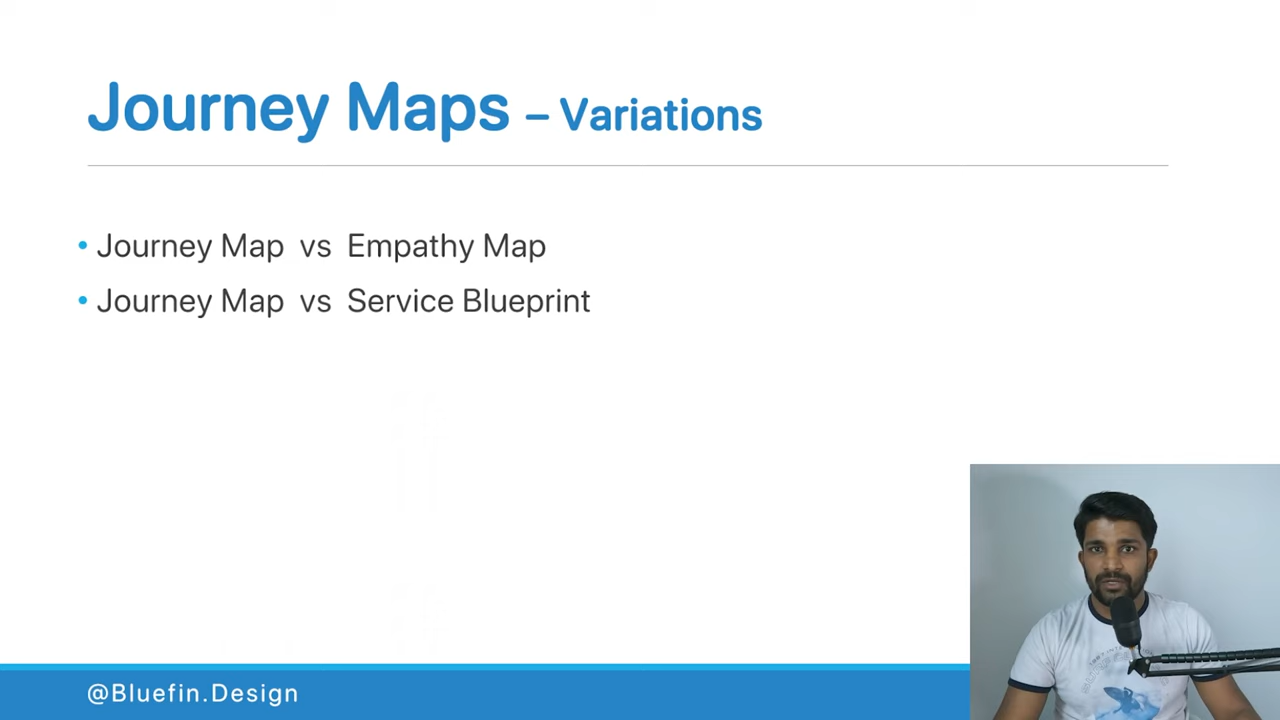 Journey Maps – Variations
• Journey Map vs Empathy Map
• Journey Map vs Service Blueprint
@Bluefin.Design